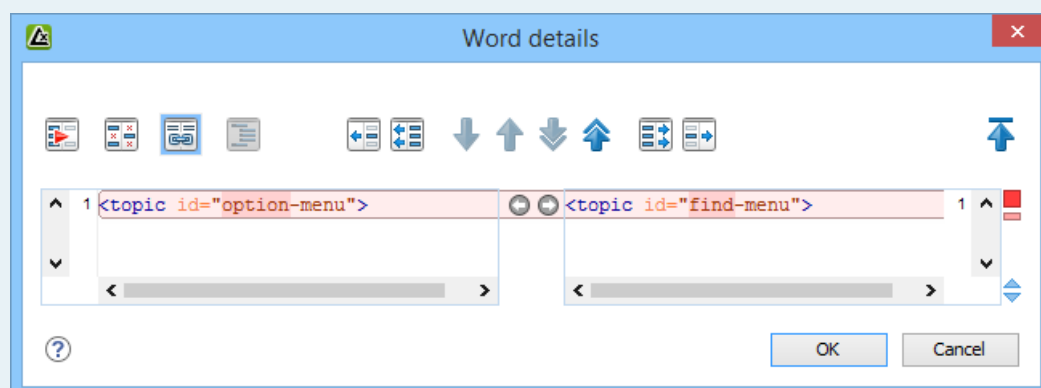 Word details
1 <topic id="option-menu">
<topic id="find-menu"> 1
OK
Cancel